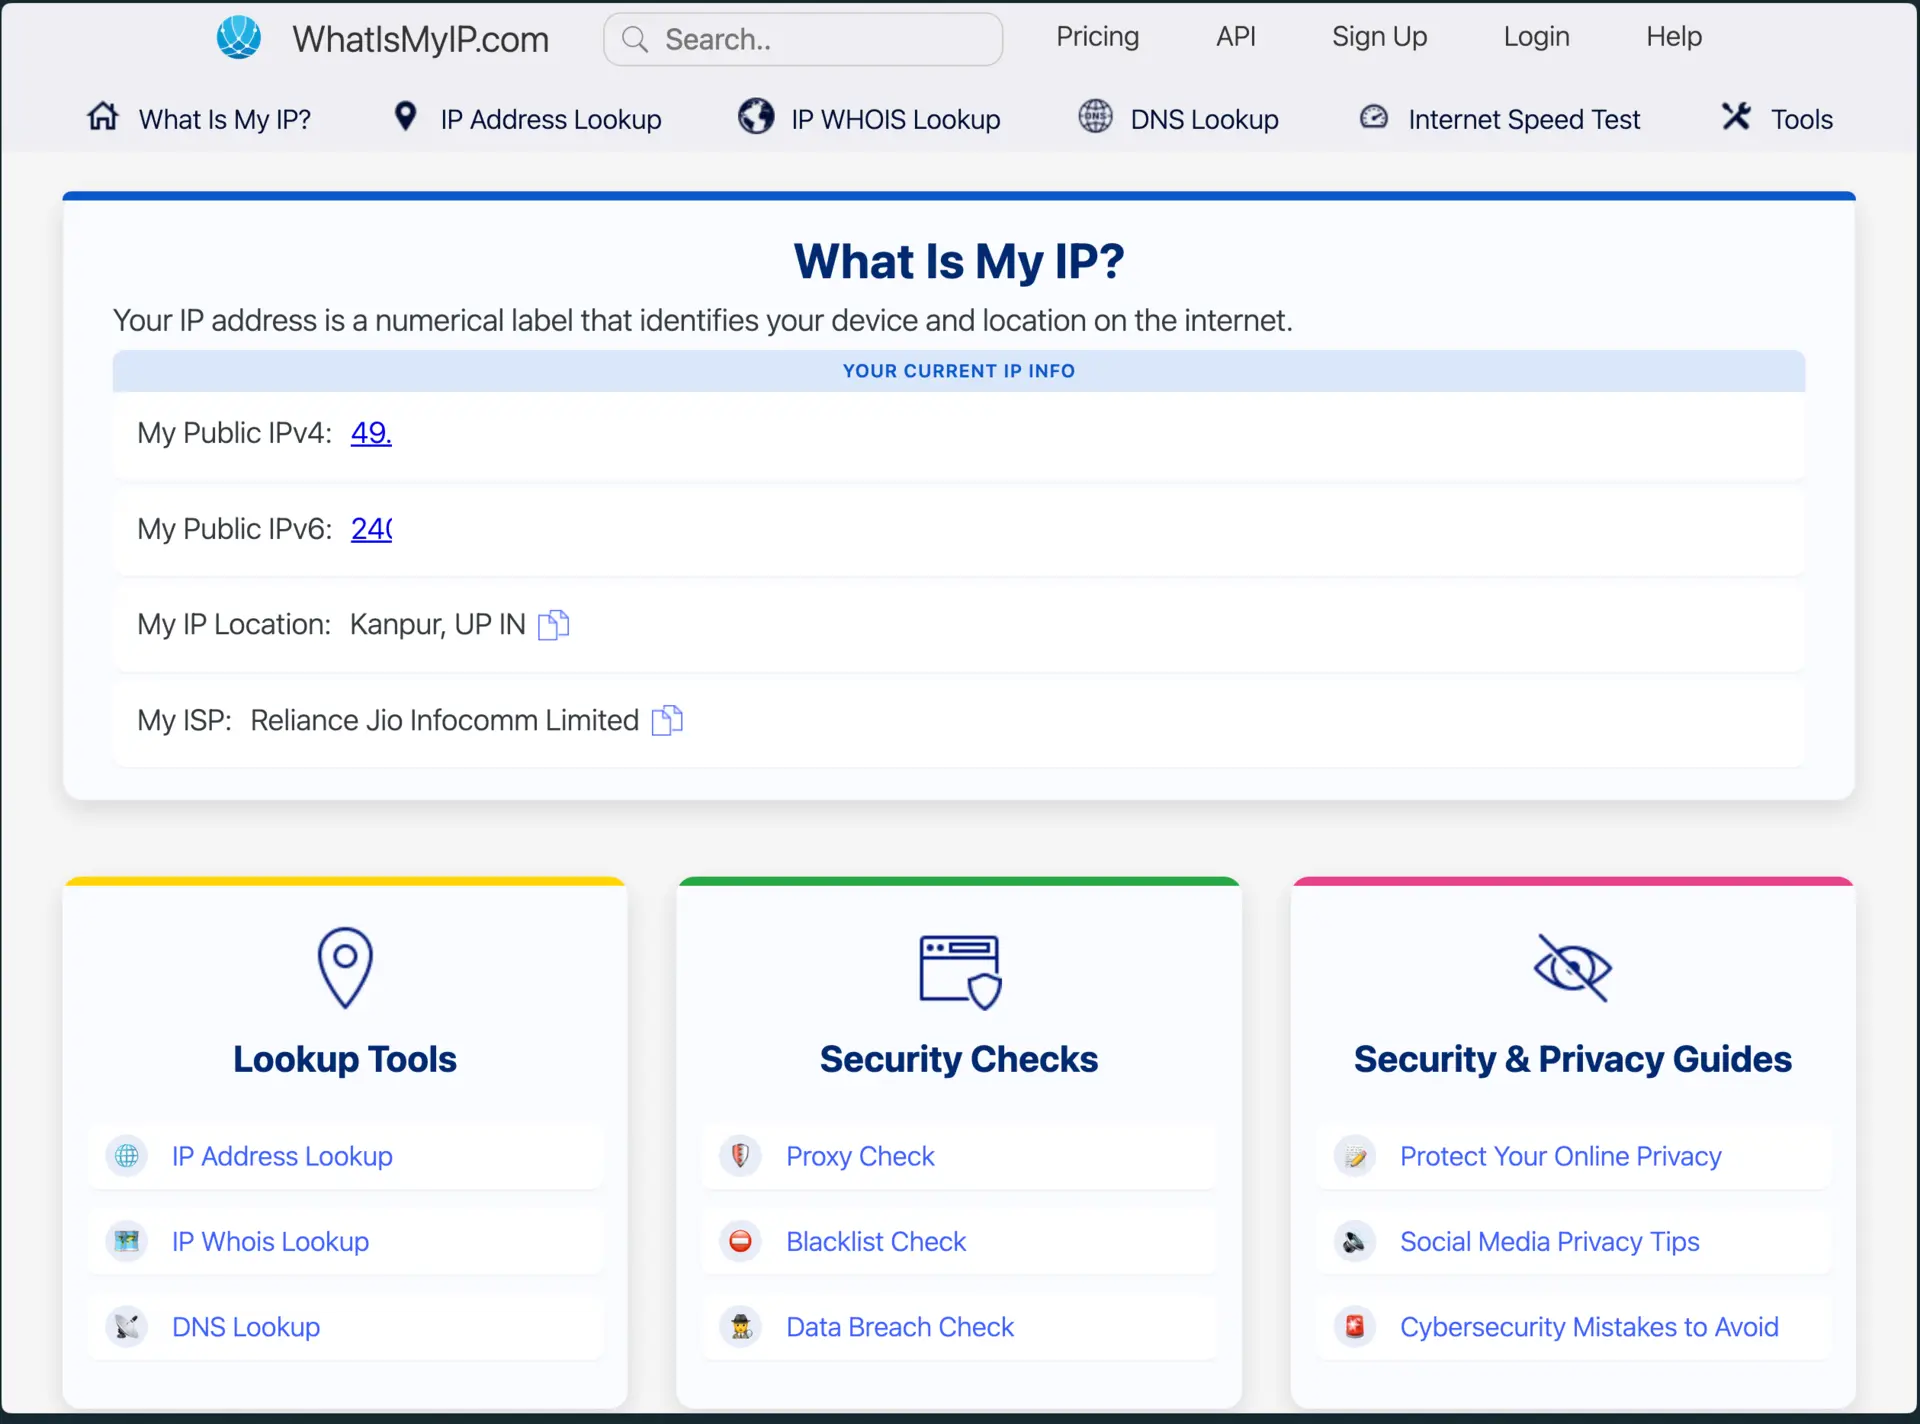 WhatIsMyIP.com
Search..
Pricing
API
Sign Up
Login
Help
What Is My IP?
IP Address Lookup
IP WHOIS Lookup
DNS
DNS Lookup
Internet Speed Test
Tools
What Is My IP?
Your IP address is a numerical label that identifies your device and location on the internet.
YOUR CURRENT IP INFO
My Public IPv4: 49.
My Public IPv6: 240
My IP Location: Kanpur, UP IN
My ISP: Reliance Jio Infocomm Limited
Lookup Tools
IP Address Lookup
IP Whois Lookup
DNS Lookup
Security Checks
Proxy Check
Blacklist Check
Data Breach Check
Security & Privacy Guides
Protect Your Online Privacy
Social Media Privacy Tips
Cybersecurity Mistakes to Avoid